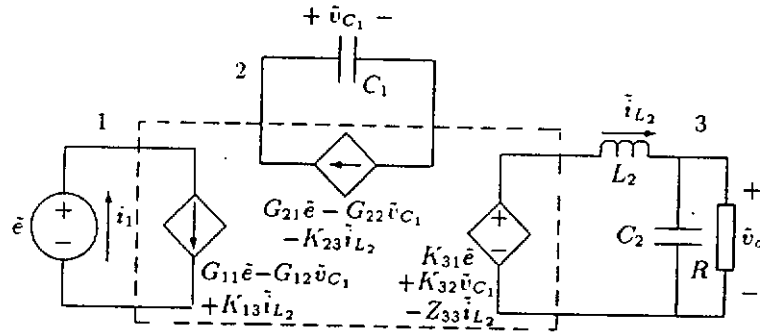 + ṽ_{C_1} −
2
C_1
1
ĩ_{L_2}
3
L_2
+
ẽ
−
i_1
G_{21}ẽ − G_{22}ṽ_{C_1}
−K_{23}ĩ_{L_2}
G_{11}ẽ−G_{12}ṽ_{C_1}
+K_{13}ĩ_{L_2}
+
−
K_{31}ẽ
+K_{32}ṽ_{C_1}
−Z_{33}ĩ_{L_2}
C_2
R
+
ṽ_o
−